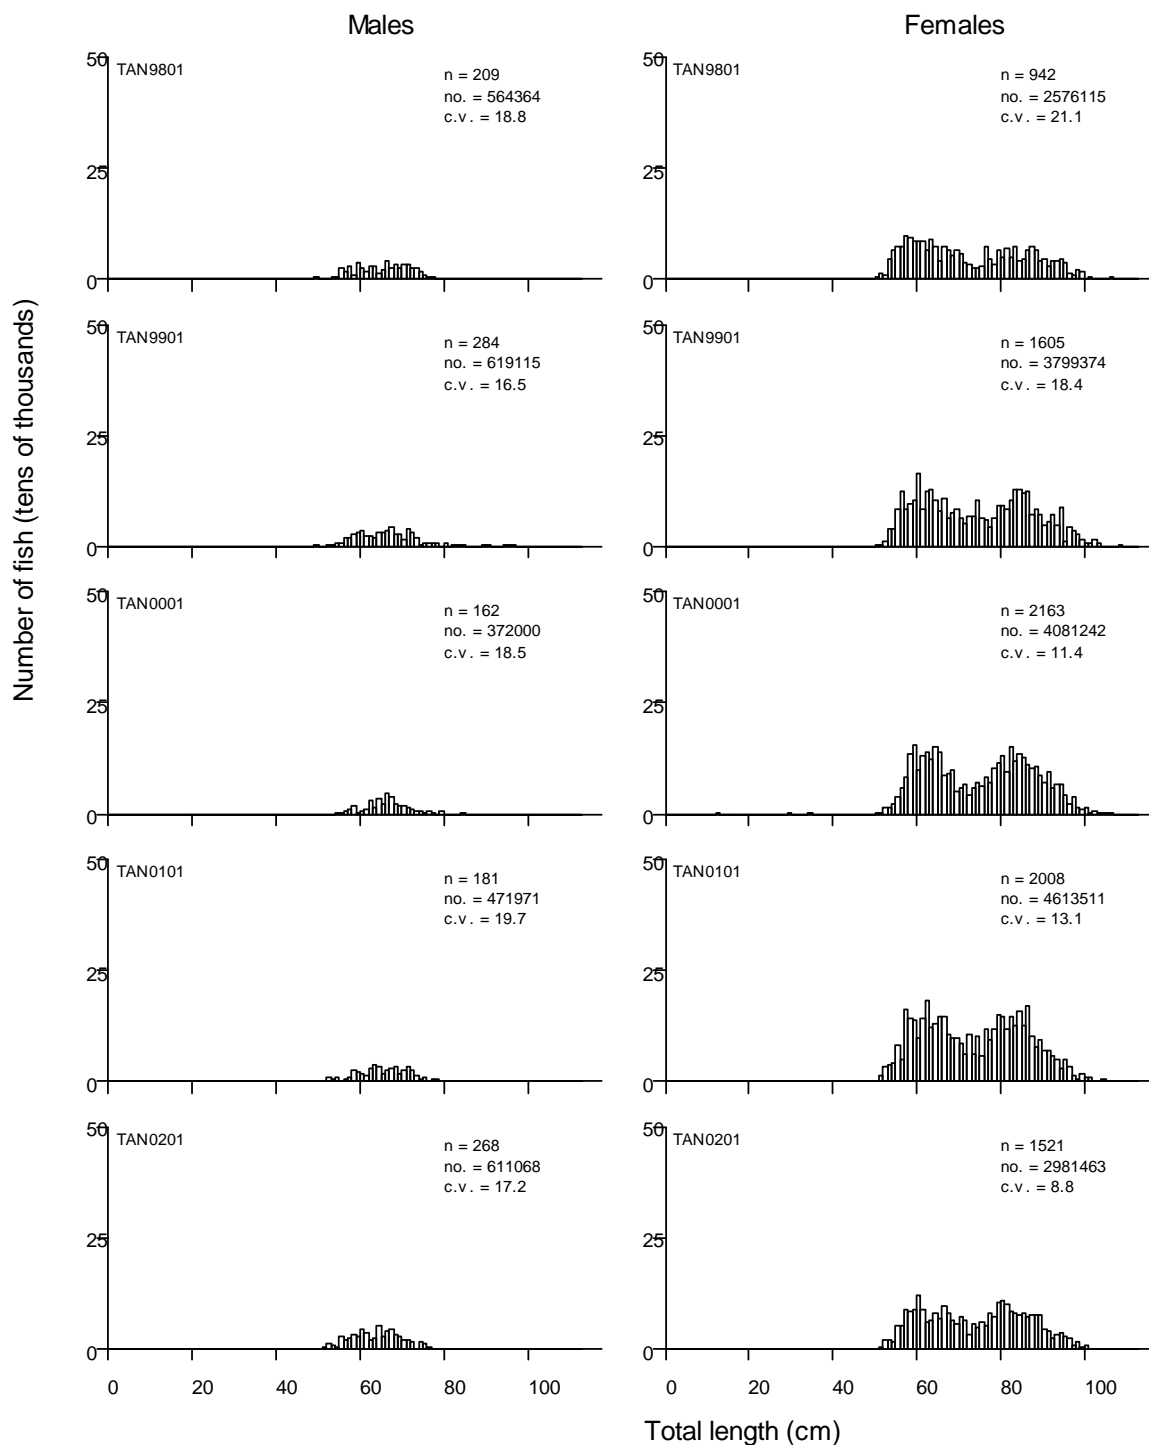 Males Females
50 TAN9801 n = 209 50 TAN9801 n = 942
no. = 564364 no. = 2576115
c.v. = 18.8 c.v. = 21.1
25 25
0 0
50 TAN9901 n = 284 50 TAN9901 n = 1605
no. = 619115 no. = 3799374
c.v. = 16.5 c.v. = 18.4
25 25
0 0
Number of fish (tens of thousands)
50 TAN0001 n = 162 50 TAN0001 n = 2163
no. = 372000 no. = 4081242
c.v. = 18.5 c.v. = 11.4
25 25
0 0
50 TAN0101 n = 181 50 TAN0101 n = 2008
no. = 471971 no. = 4613511
c.v. = 19.7 c.v. = 13.1
25 25
0 0
50 TAN0201 n = 268 50 TAN0201 n = 1521
no. = 611068 no. = 2981463
c.v. = 17.2 c.v. = 8.8
25 25
0 0
0 20 40 60 80 100 0 20 40 60 80 100
Total length (cm)